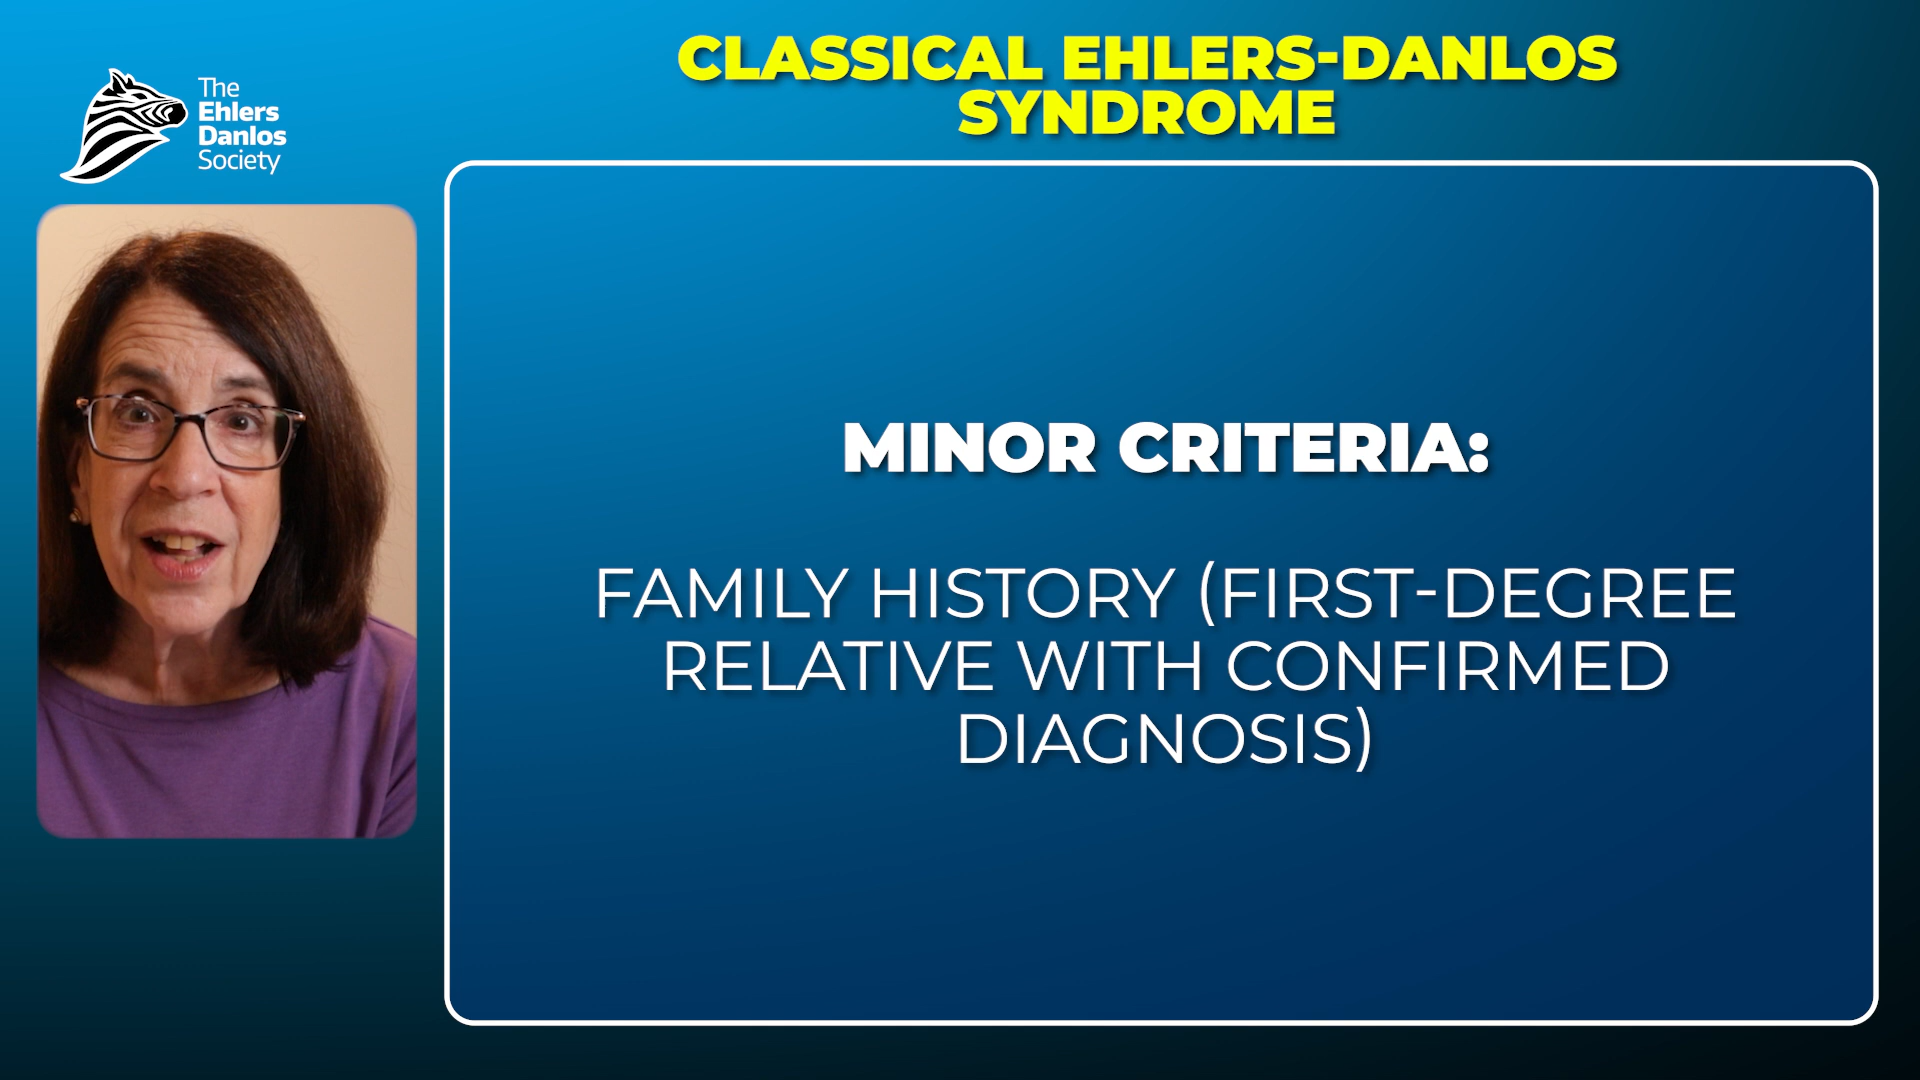 The
Ehlers
Danlos
Society
CLASSICAL EHLERS-DANLOS
SYNDROME
MINOR CRITERIA:
FAMILY HISTORY (FIRST-DEGREE
RELATIVE WITH CONFIRMED
DIAGNOSIS)